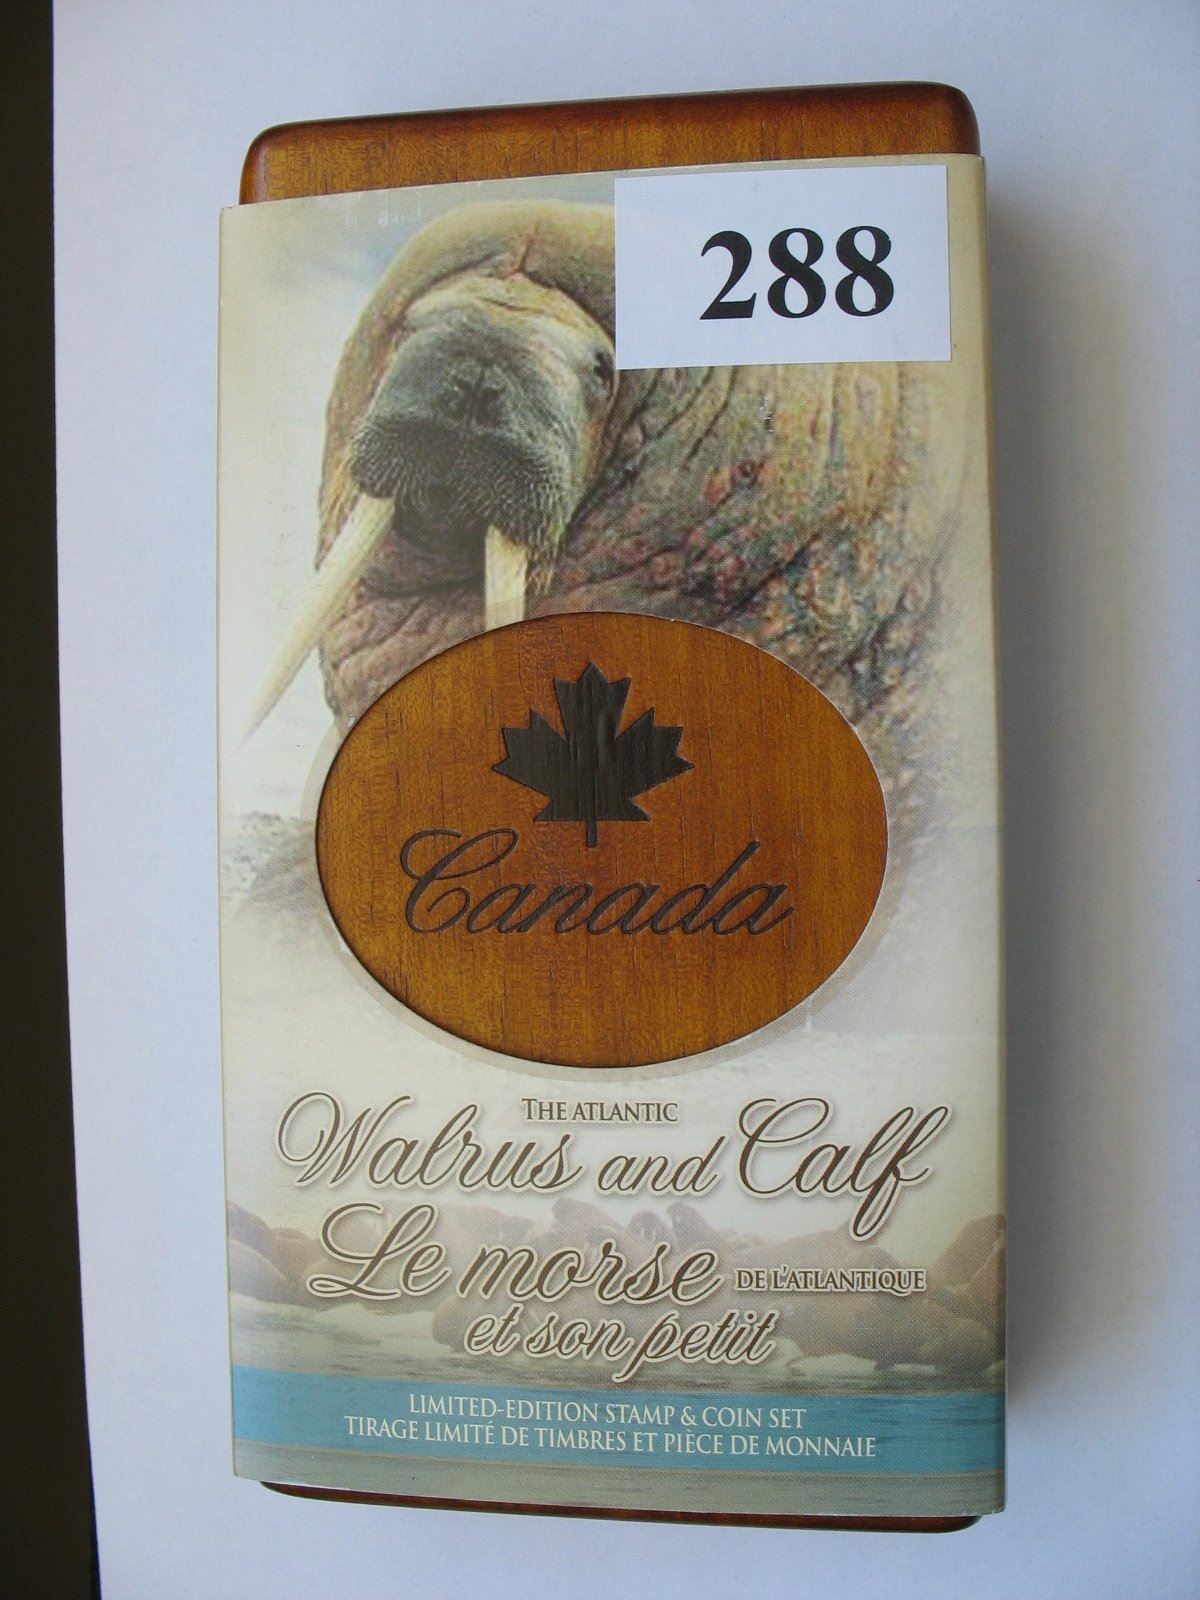 288
Canada
THE ATLANTIC
Walrus and Calf
Le morse DE L'ATLANTIQUE
et son petit
LIMITED-EDITION STAMP & COIN SET
TIRAGE LIMITÉ DE TIMBRES ET PIÈCE DE MONNAIE